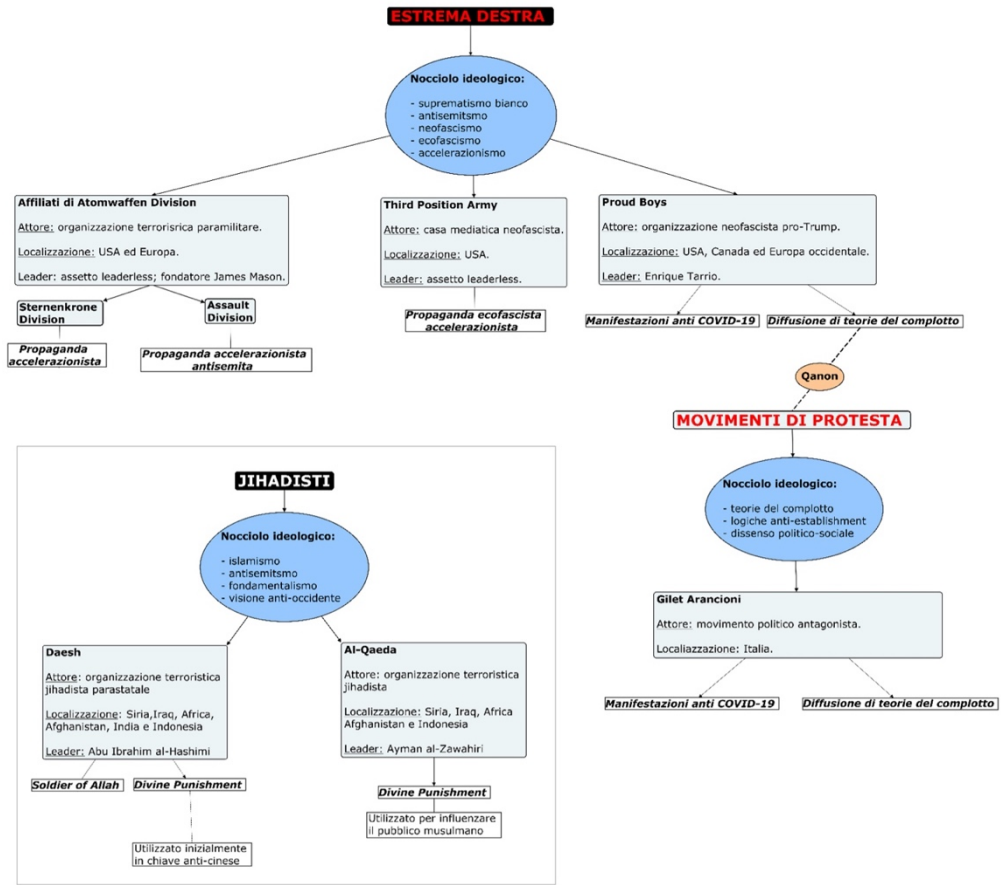 ESTREMA DESTRA
Nocciolo ideologico:
- suprematismo bianco
- antisemitsmo
- neofascismo
- ecofascismo
- accelerazionismo
Affiliati di Atomwaffen Division
Attore: organizzazione terrorisrica paramilitare.
Localizzazione: USA ed Europa.
Leader: assetto leaderless; fondatore James Mason.
Sternenkrone
Division
Propaganda
accelerazionista
Assault
Division
Propaganda accelerazionista
antisemita
Third Position Army
Attore: casa mediatica neofascista.
Localizzazione: USA.
Leader: assetto leaderless.
Propaganda ecofascista
accelerazionista
Proud Boys
Attore: organizzazione neofascista pro-Trump.
Localizzazione: USA, Canada ed Europa occidentale.
Leader: Enrique Tarrio.
Manifestazioni anti COVID-19
Diffusione di teorie del complotto
Qanon
MOVIMENTI DI PROTESTA
Nocciolo ideologico:
- teorie del complotto
- logiche anti-establishment
- dissenso politico-sociale
Gilet Arancioni
Attore: movimento politico antagonista.
Localiazzazione: Italia.
Manifestazioni anti COVID-19
Diffusione di teorie del complotto
JIHADISTI
Nocciolo ideologico:
- islamismo
- antisemitsmo
- fondamentalismo
- visione anti-occidente
Daesh
Attore: organizzazione terroristica
jihadista parastatale
Localizzazione: Siria,Iraq, Africa,
Afghanistan, India e Indonesia
Leader: Abu Ibrahim al-Hashimi
Soldier of Allah
Divine Punishment
Utilizzato inizialmente
in chiave anti-cinese
Al-Qaeda
Attore: organizzazione terroristica
jihadista
Localizzazione: Siria, Iraq, Africa
Afghanistan e Indonesia
Leader: Ayman al-Zawahiri
Divine Punishment
Utilizzato per influenzare
il pubblico musulmano